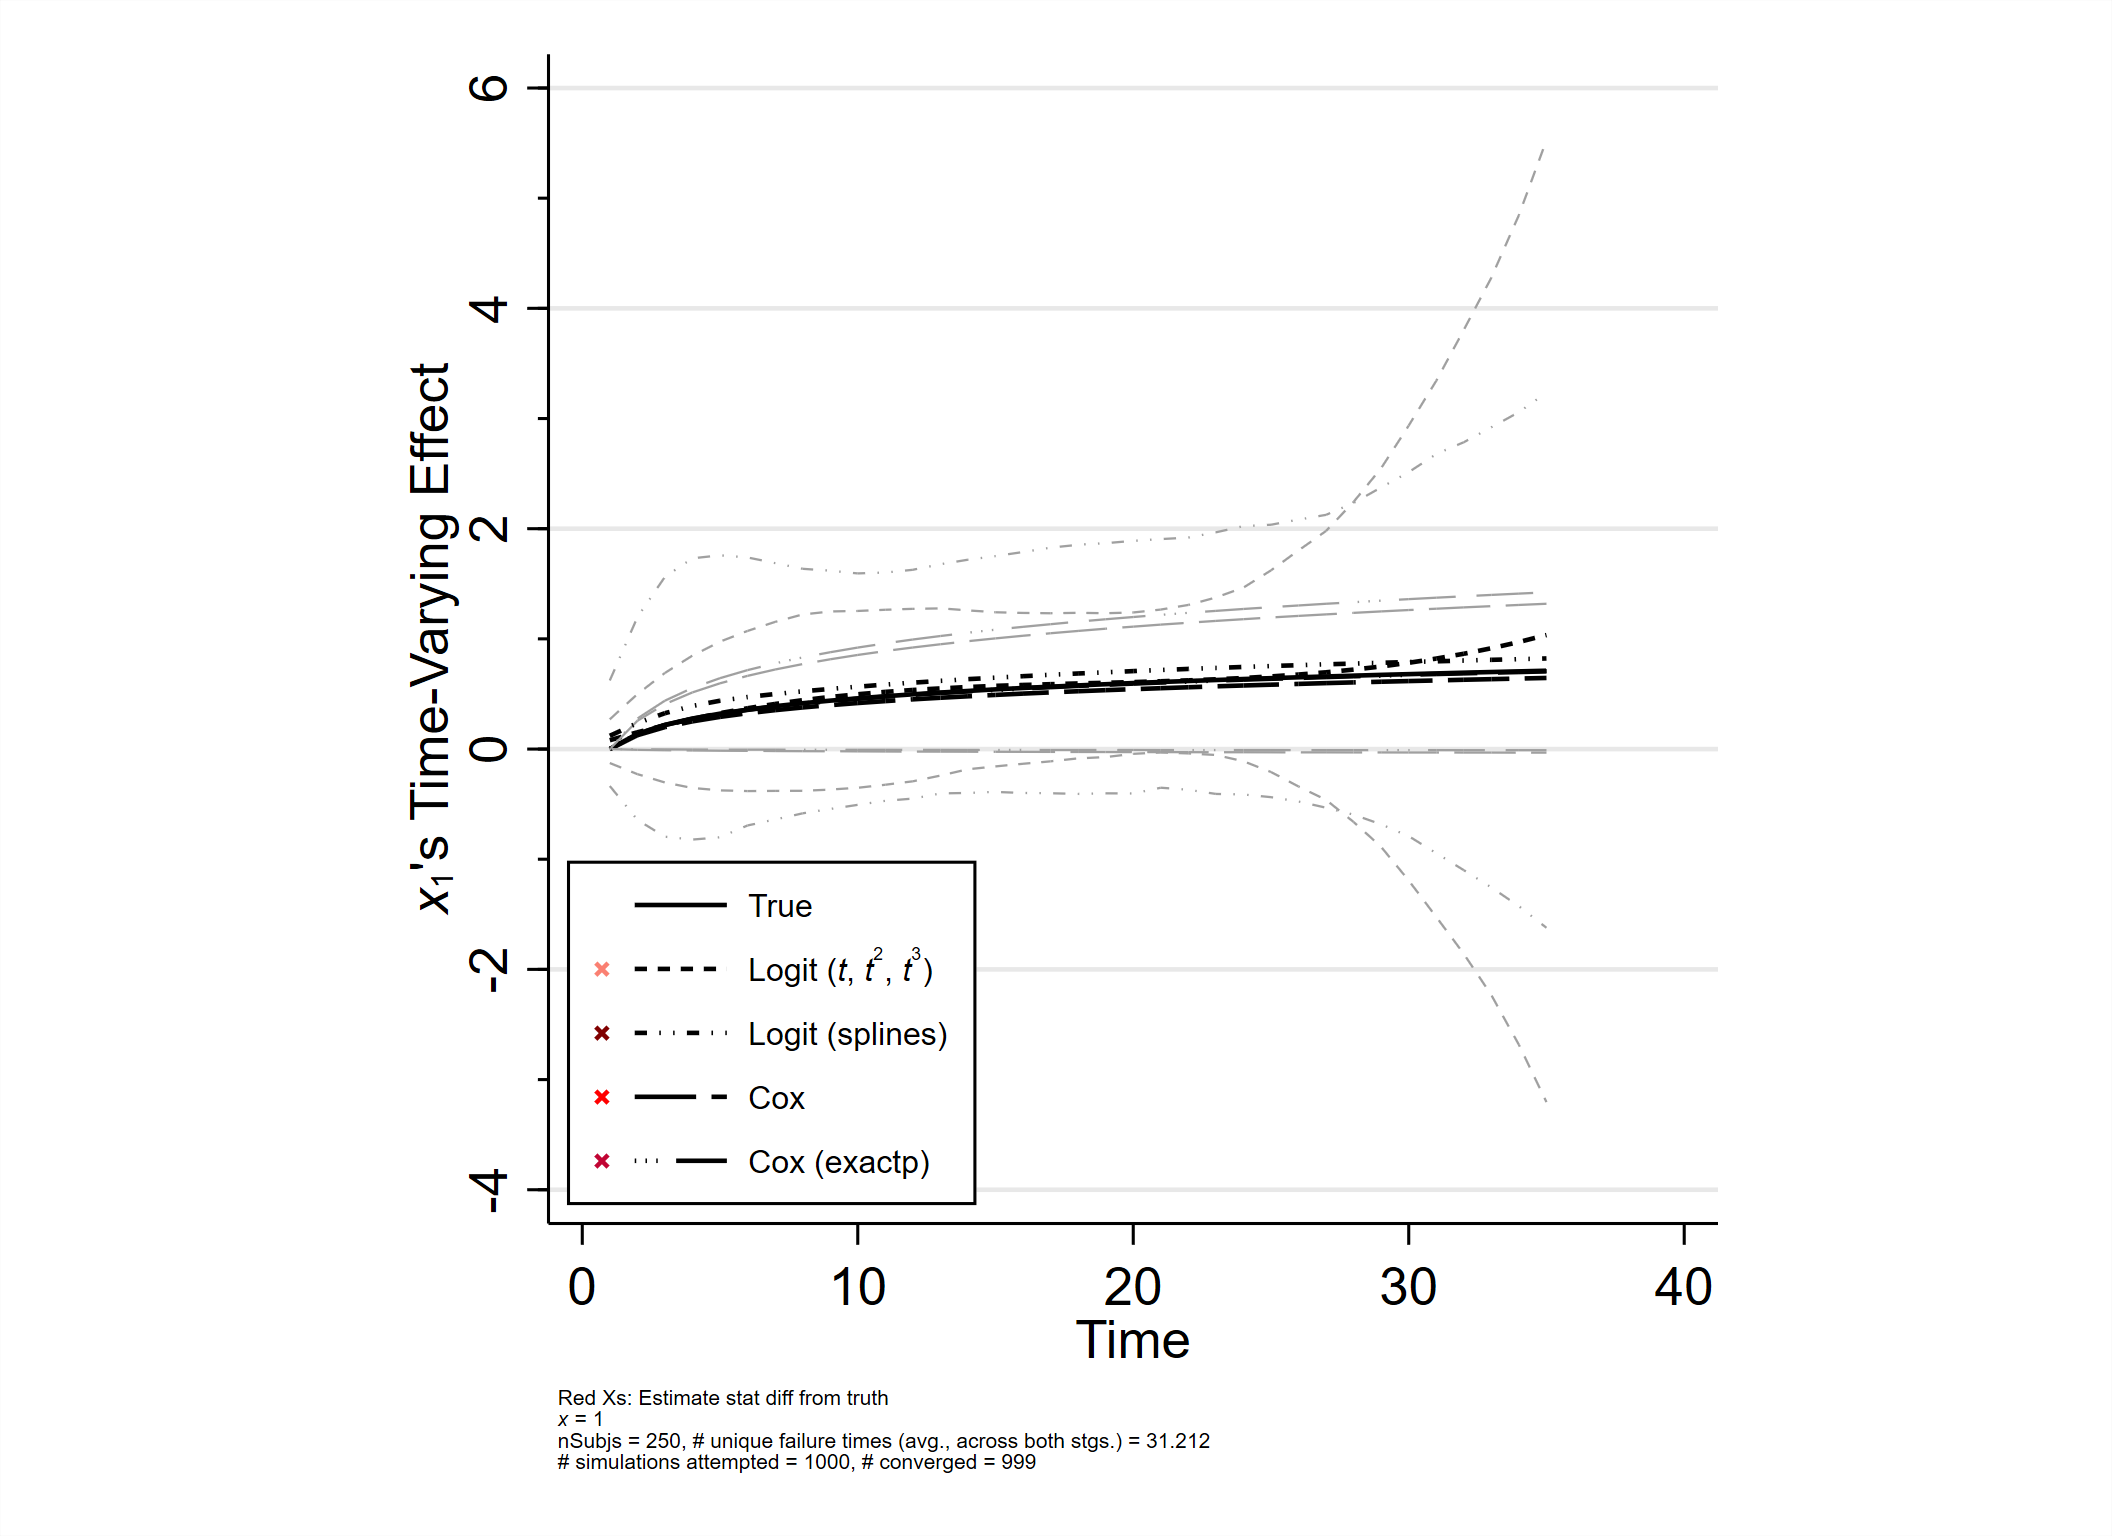 6
4
2
0
-2
-4
x₁'s Time-Varying Effect
True
Logit (t, t², t³)
Logit (splines)
Cox
Cox (exactp)
0 10 20 30 40
Time
Red Xs: Estimate stat diff from truth
x = 1
nSubjs = 250, # unique failure times (avg., across both stgs.) = 31.212
# simulations attempted = 1000, # converged = 999